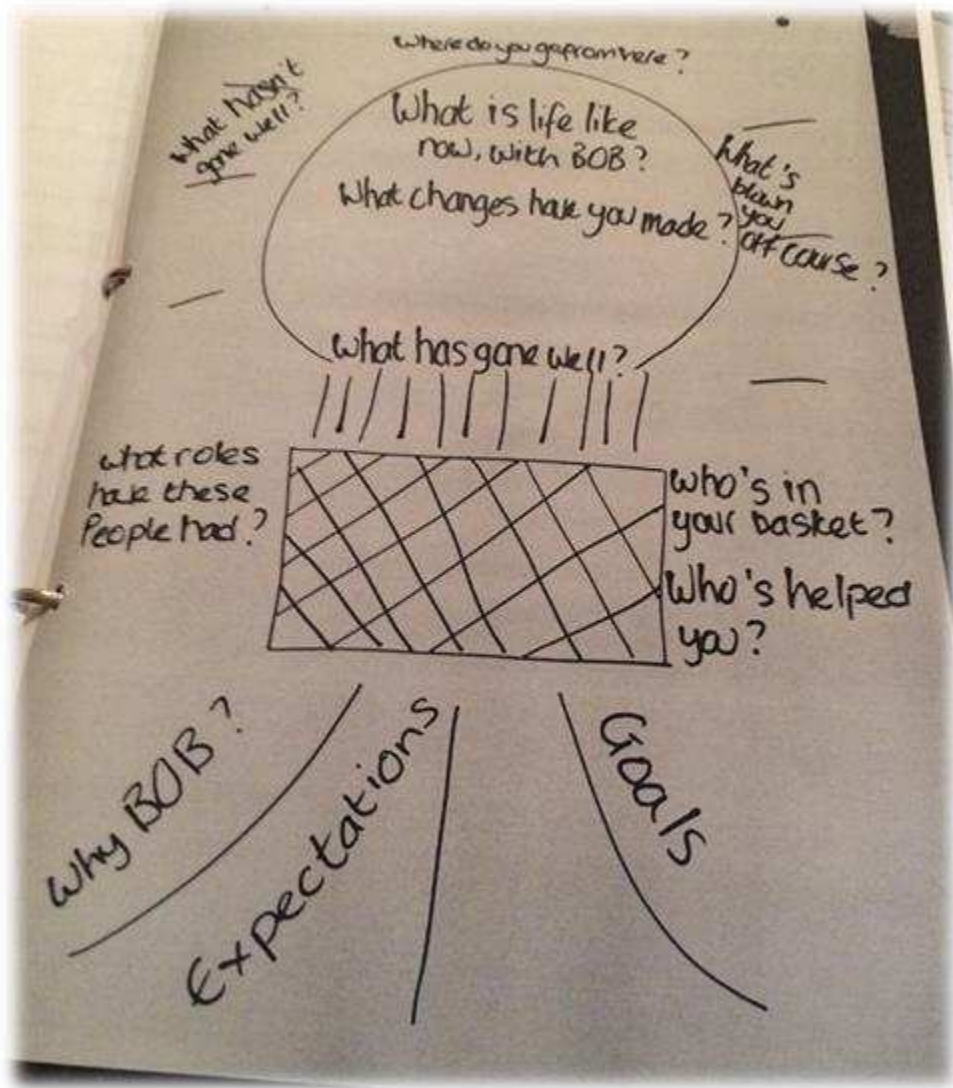 Where do you go from here?
What hasn't
gone well?
What is life like
now, with BOB?
What changes have you made?
What's
blown
you
off course?
What has gone well?
what roles
have these
People had?
Who's in
your basket?
Who's helped
you?
Why BOB?
Expectations
Goals